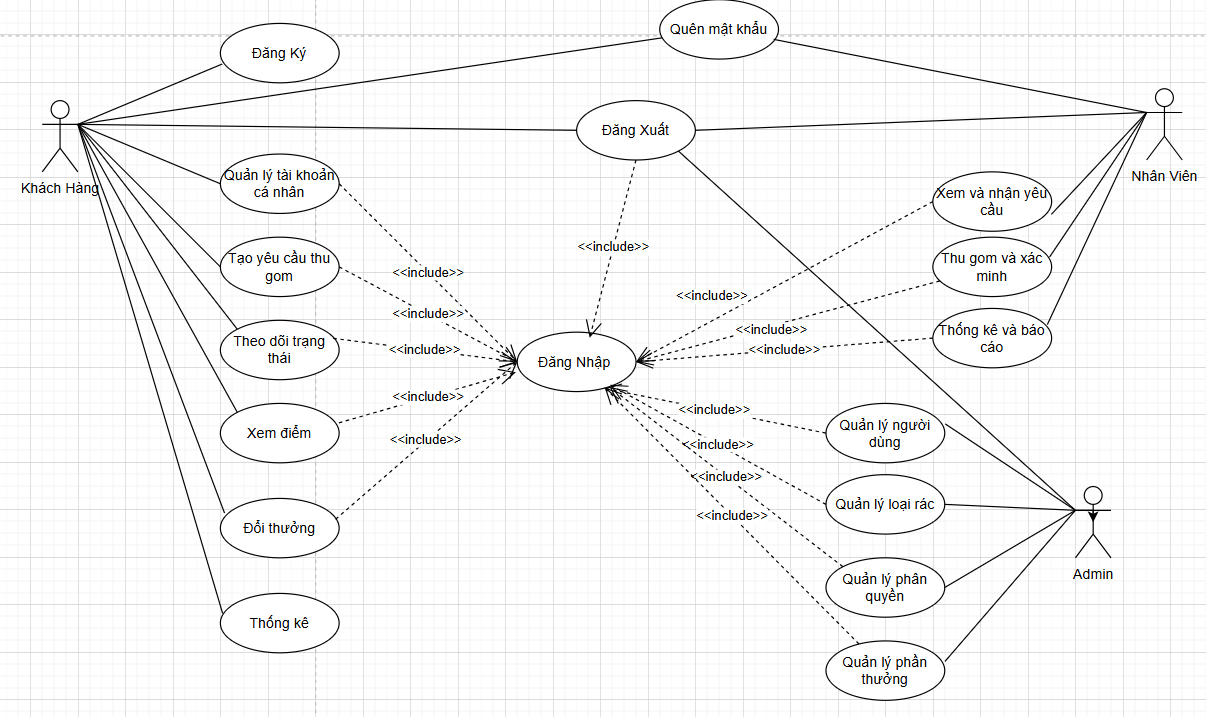 Quên mật khẩu
Đăng Ký
Đăng Xuất
Khách Hàng
Nhân Viên
Quản lý tài khoản
cá nhân
Xem và nhận yêu
cầu
<<include>>
Tạo yêu cầu thu
gom
Thu gom và xác
minh
<<include>>
<<include>>
<<include>>
<<include>>
Theo dõi trạng
thái
Thống kê và báo
cáo
<<include>>
<<include>>
Đăng Nhập
<<include>>
<<include>>
Xem điểm
Quản lý người
dùng
<<include>>
<<include>>
<<include>>
Quản lý loại rác
<<include>>
Đổi thưởng
Admin
Quản lý phân
quyền
Thống kê
Quản lý phần
thưởng